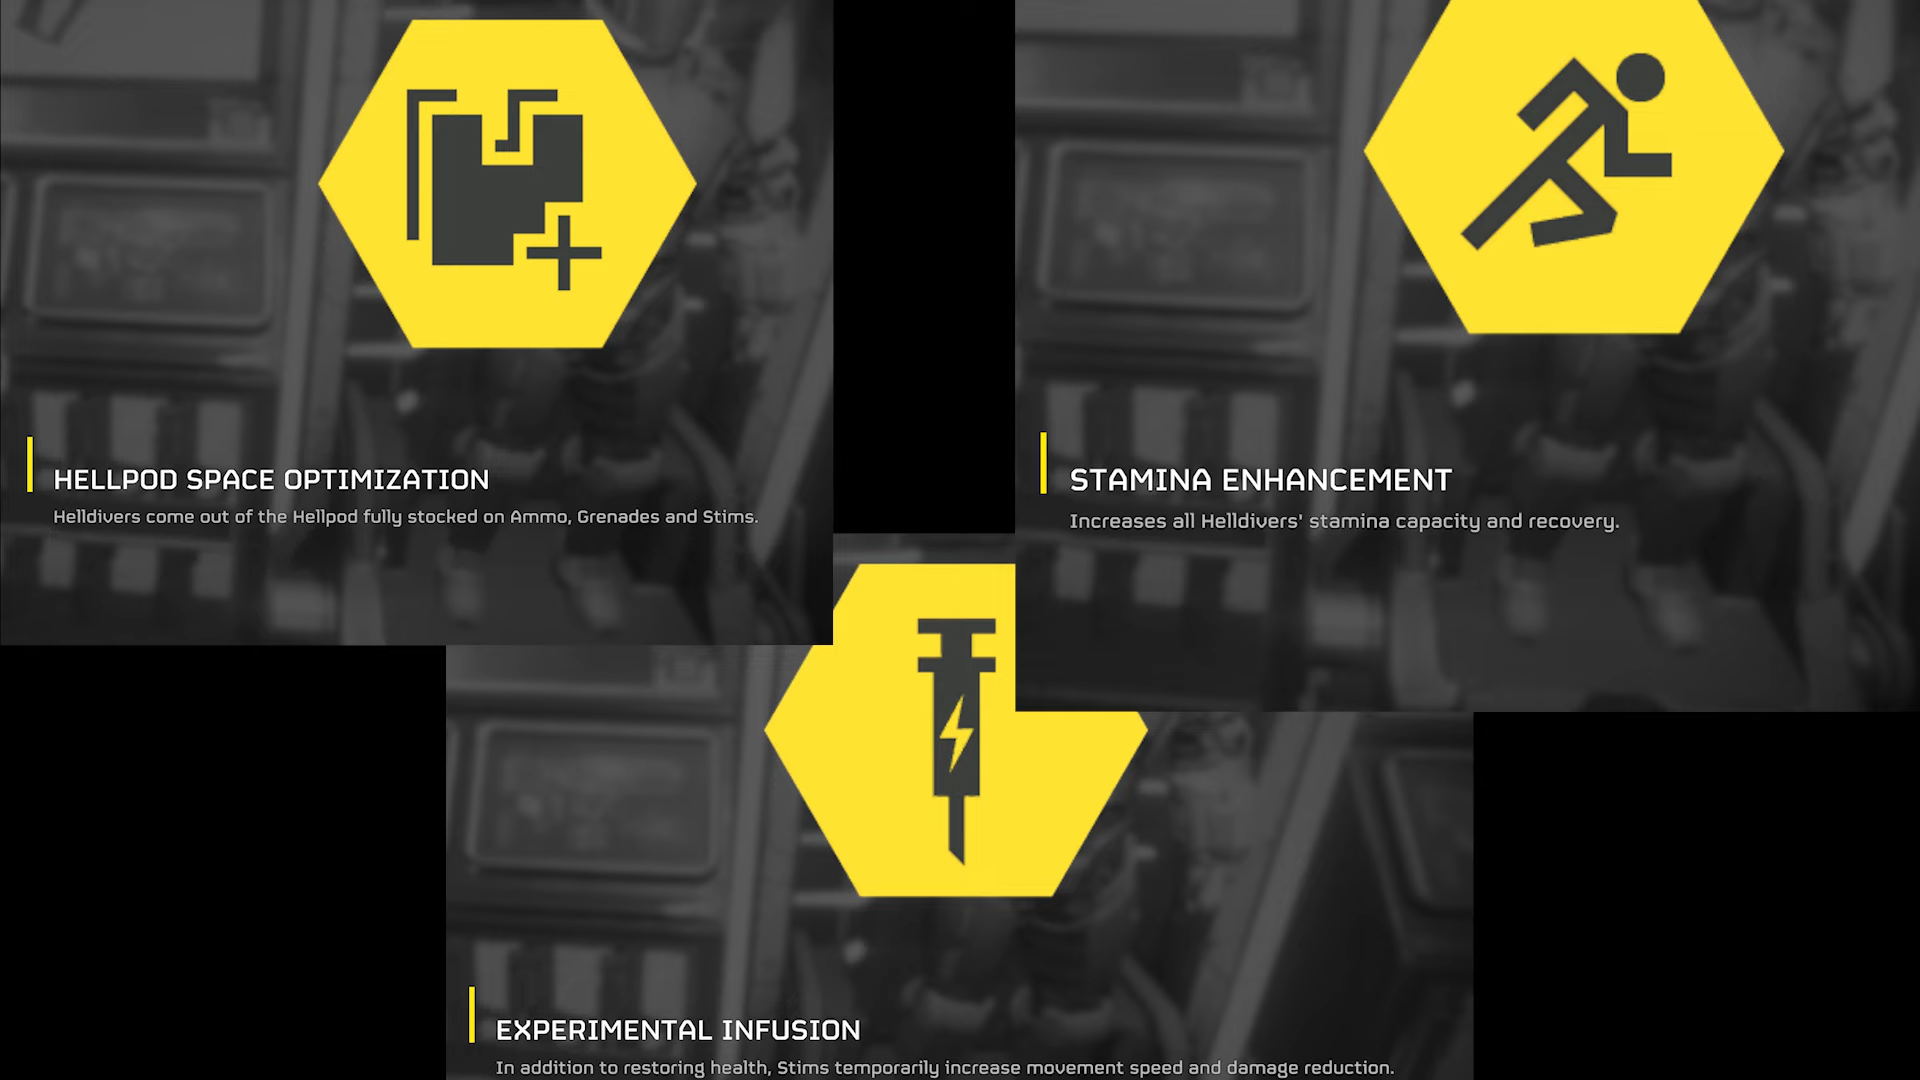 HELLPOD SPACE OPTIMIZATION
Helldivers come out of the Hellpod fully stocked on Ammo, Grenades and Stims.
STAMINA ENHANCEMENT
Increases all Helldivers' stamina capacity and recovery.
EXPERIMENTAL INFUSION
In addition to restoring health, Stims temporarily increase movement speed and damage reduction.